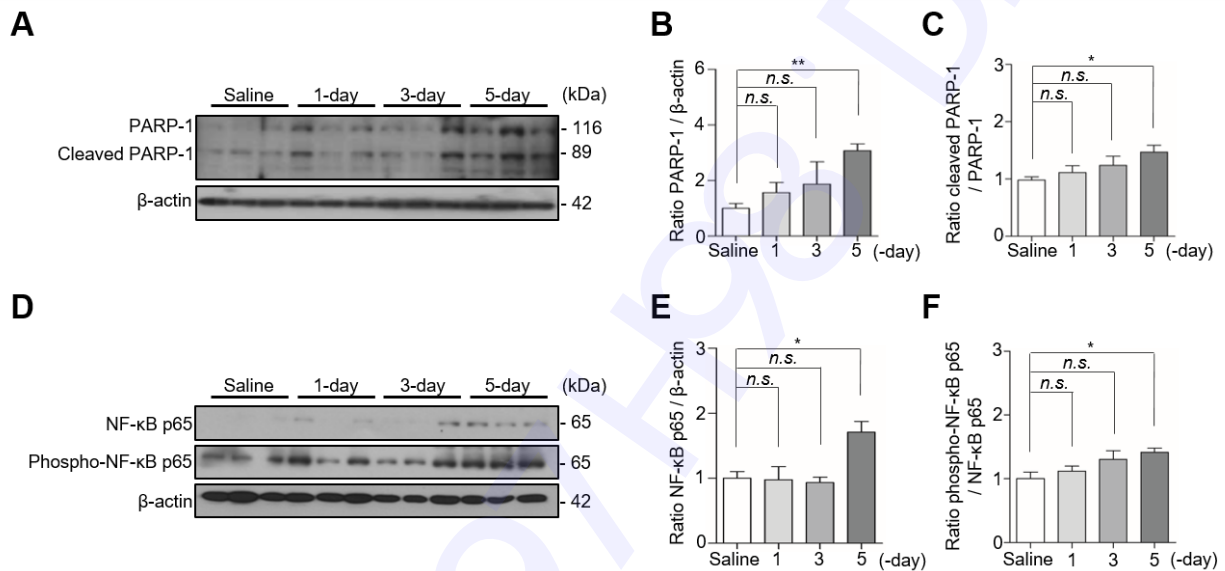 A
Saline 1-day 3-day 5-day (kDa)
PARP-1 - 116
Cleaved PARP-1 - 89
β-actin - 42
B
Ratio PARP-1 / β-actin
6
4
2
0
**
n.s.
n.s.
Saline 1 3 5 (-day)
C
Ratio cleaved PARP-1
/ PARP-1
3
2
1
0
*
n.s.
n.s.
Saline 1 3 5 (-day)
D
Saline 1-day 3-day 5-day (kDa)
NF-κB p65 - 65
Phospho-NF-κB p65 - 65
β-actin - 42
E
Ratio NF-κB p65 / β-actin
3
2
1
0
*
n.s.
n.s.
Saline 1 3 5 (-day)
F
Ratio phospho-NF-κB p65
/ NF-κB p65
3
2
1
0
*
n.s.
n.s.
Saline 1 3 5 (-day)